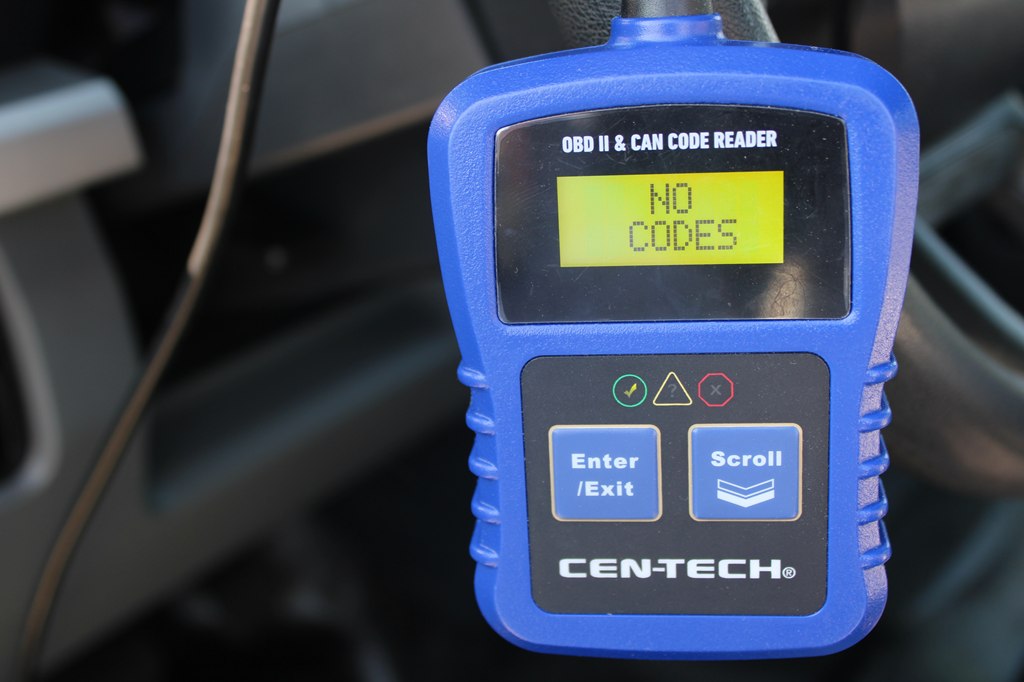 OBD II & CAN CODE READER
NO
CODES
Enter
/Exit
Scroll
CEN-TECH®